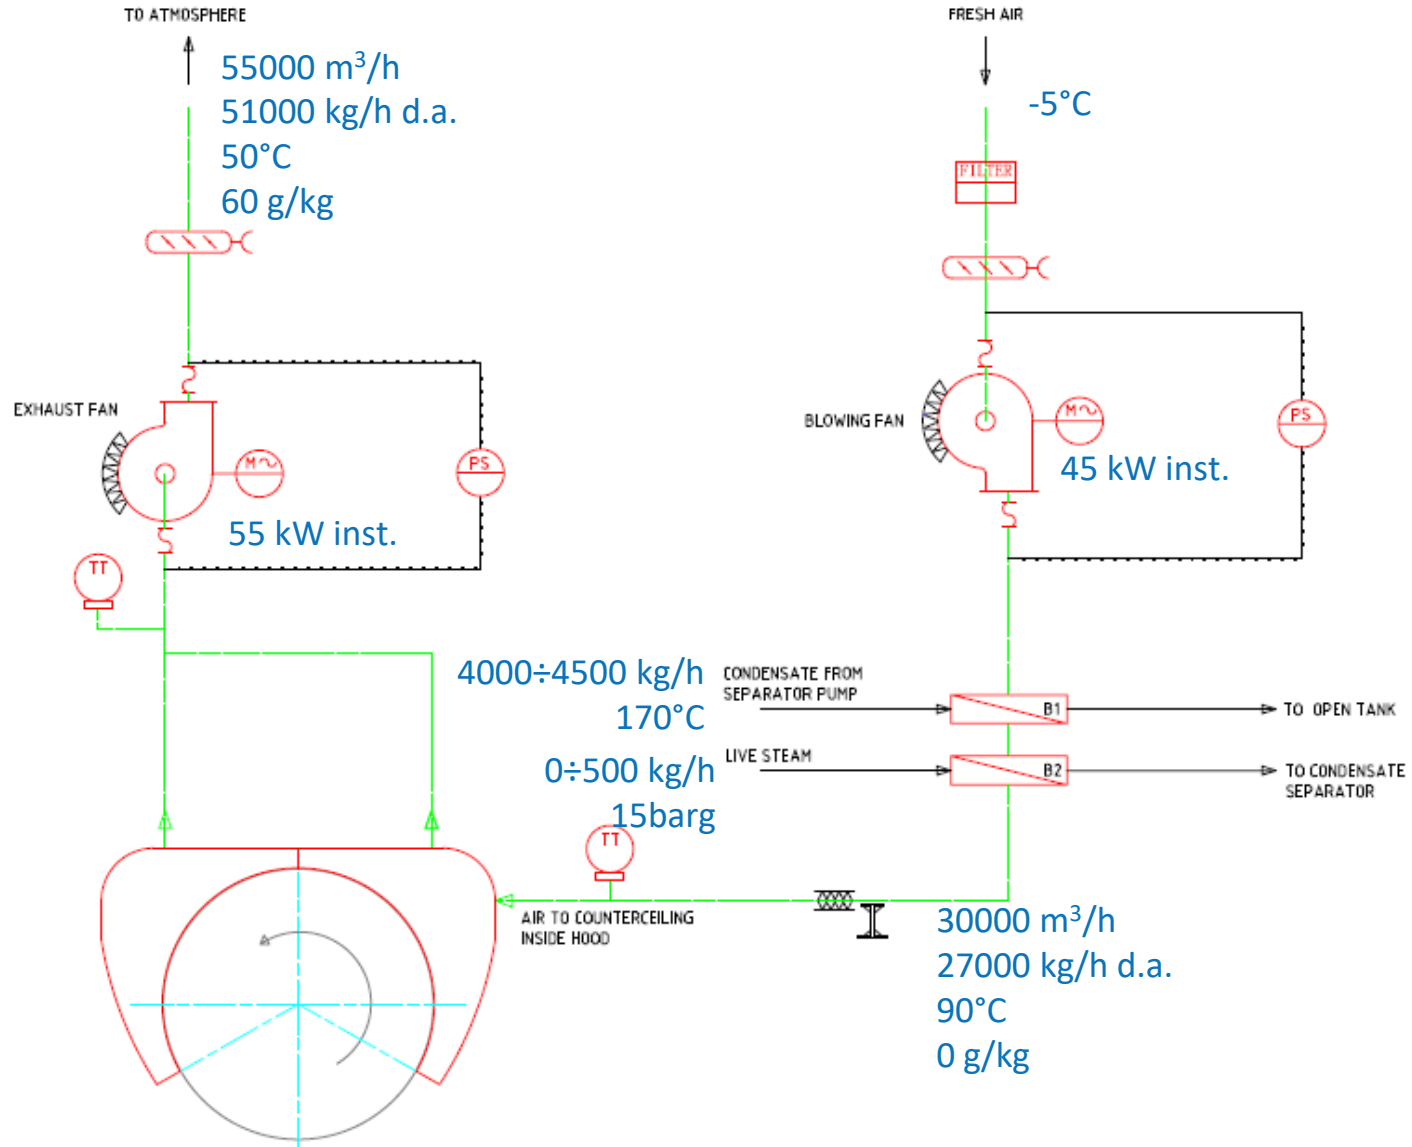 TO ATMOSPHERE
55000 m³/h
51000 kg/h d.a.
50°C
60 g/kg
FRESH AIR
-5°C
FILTER
EXHAUST FAN
M~
PS
55 kW inst.
TT
BLOWING FAN
M~
PS
45 kW inst.
4000÷4500 kg/h
170°C
CONDENSATE FROM
SEPARATOR PUMP
B1
TO OPEN TANK
0÷500 kg/h
15barg
LIVE STEAM
B2
TO CONDENSATE
SEPARATOR
TT
AIR TO COUNTERCEILING
INSIDE HOOD
30000 m³/h
27000 kg/h d.a.
90°C
0 g/kg